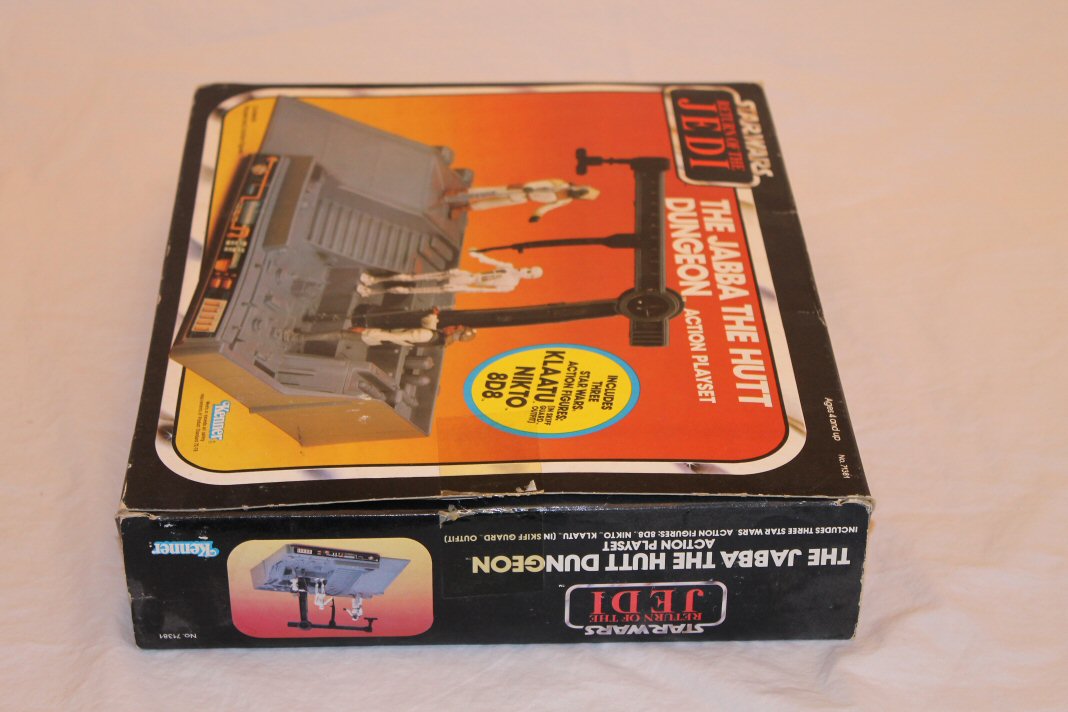 STAR WARS
RETURN OF THE
JEDI
THE JABBA THE HUTT
DUNGEON ACTION PLAYSET
INCLUDES
THREE
STAR WARS
ACTION FIGURES:
KLAATU (IN SKIFF GUARD OUTFIT)
NIKTO
8D8
Kenner
Ages 4 and up
No. 71381
THE JABBA THE HUTT DUNGEON
ACTION PLAYSET
INCLUDES THREE STAR WARS ACTION FIGURES: 8D8, NIKTO, KLAATU, (IN SKIFF GUARD OUTFIT)
STAR WARS
RETURN OF THE
JEDI
Kenner
No. 71381